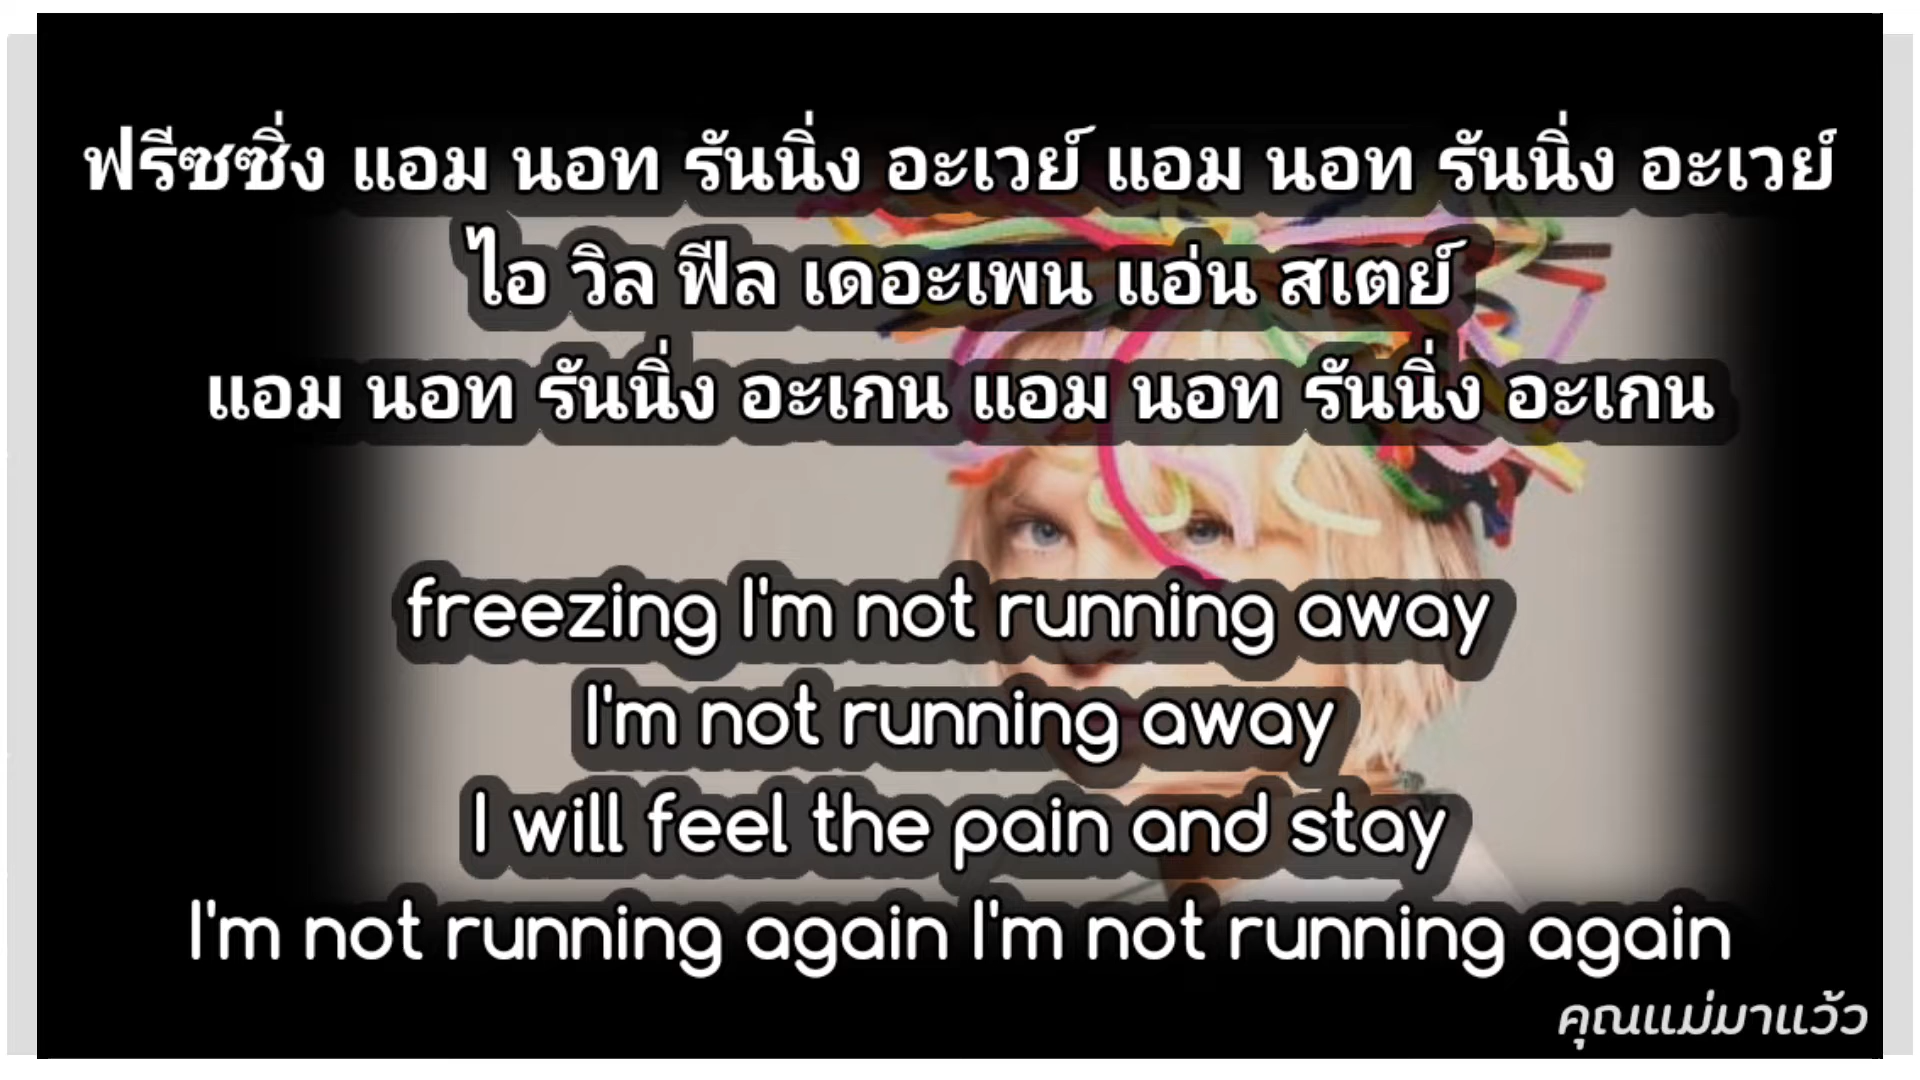 ฟรีซซิ่ง แอม นอท รันนิ่ง อะเวย์ แอม นอท รันนิ่ง อะเวย์
ไอ วิล ฟีล เดอะเพน แอ่น สเตย์
แอม นอท รันนิ่ง อะเกน แอม นอท รันนิ่ง อะเกน
freezing I'm not running away
I'm not running away
I will feel the pain and stay
I'm not running again I'm not running again
คุณแม่มาแว้ว